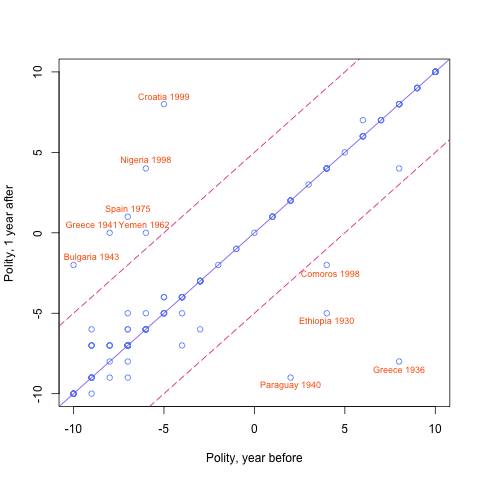 10
5
0
-5
-10
Polity, 1 year after
Croatia 1999
Nigeria 1998
Spain 1975
Greece 1941
Yemen 1962
Bulgaria 1943
Comoros 1998
Ethiopia 1930
Greece 1936
Paraguay 1940
-10
-5
0
5
10
Polity, year before